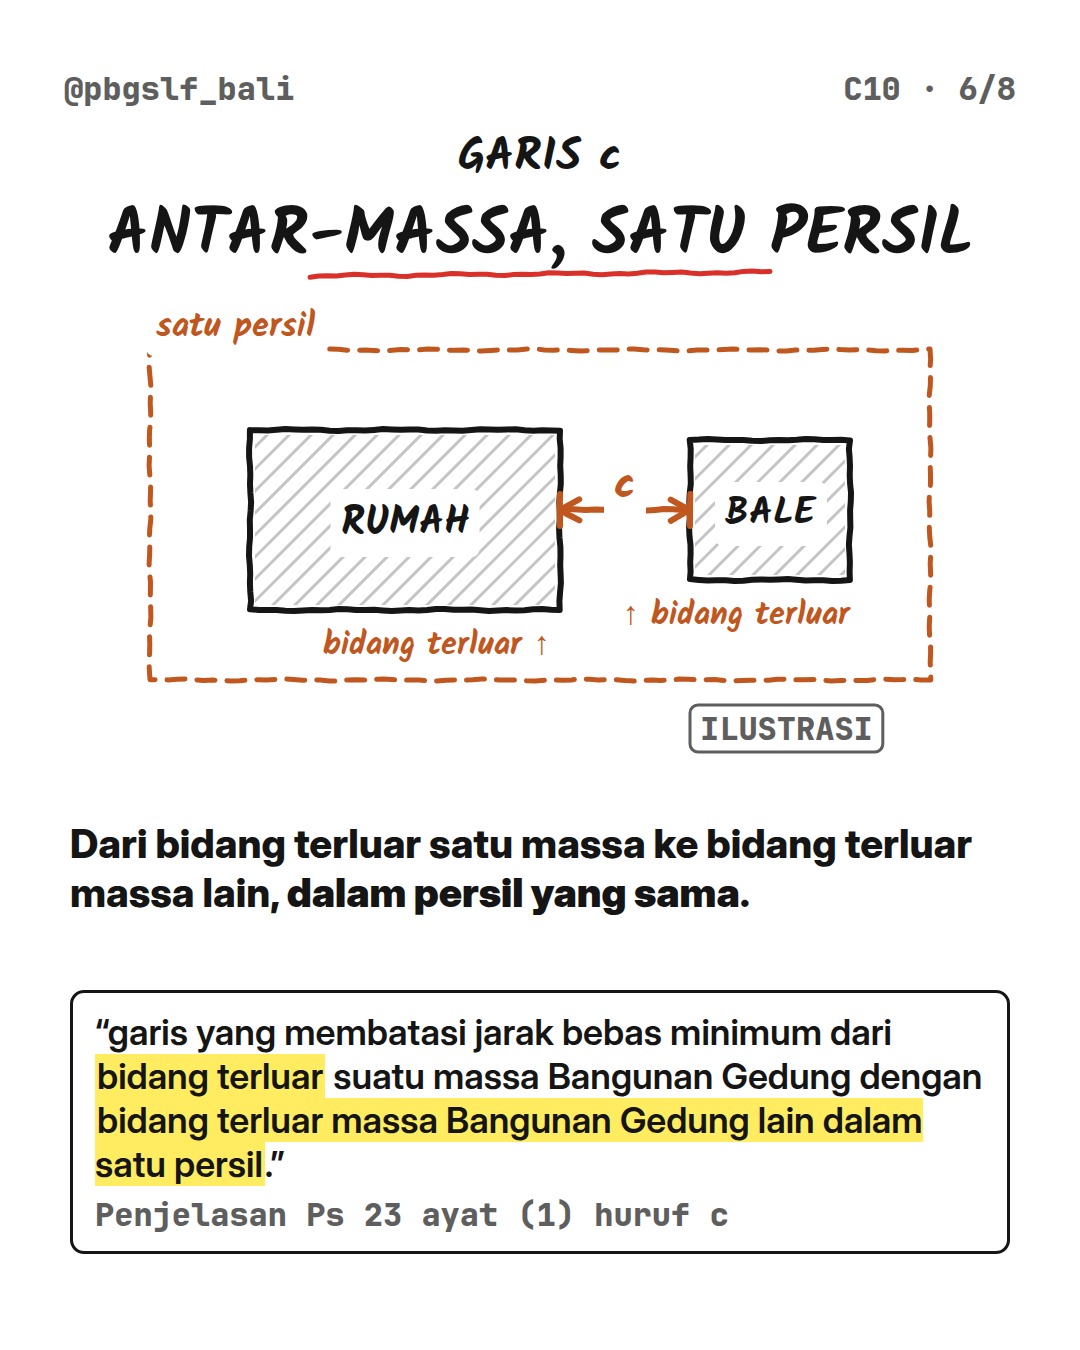 @pbgslf_bali
C10 · 6/8
GARIS c
ANTAR-MASSA, SATU PERSIL
satu persil
c
RUMAH
BALE
↑ bidang terluar
bidang terluar ↑
ILUSTRASI
Dari bidang terluar satu massa ke bidang terluar
massa lain, dalam persil yang sama.
“garis yang membatasi jarak bebas minimum dari
bidang terluar suatu massa Bangunan Gedung dengan
bidang terluar massa Bangunan Gedung lain dalam
satu persil.”
Penjelasan Ps 23 ayat (1) huruf c